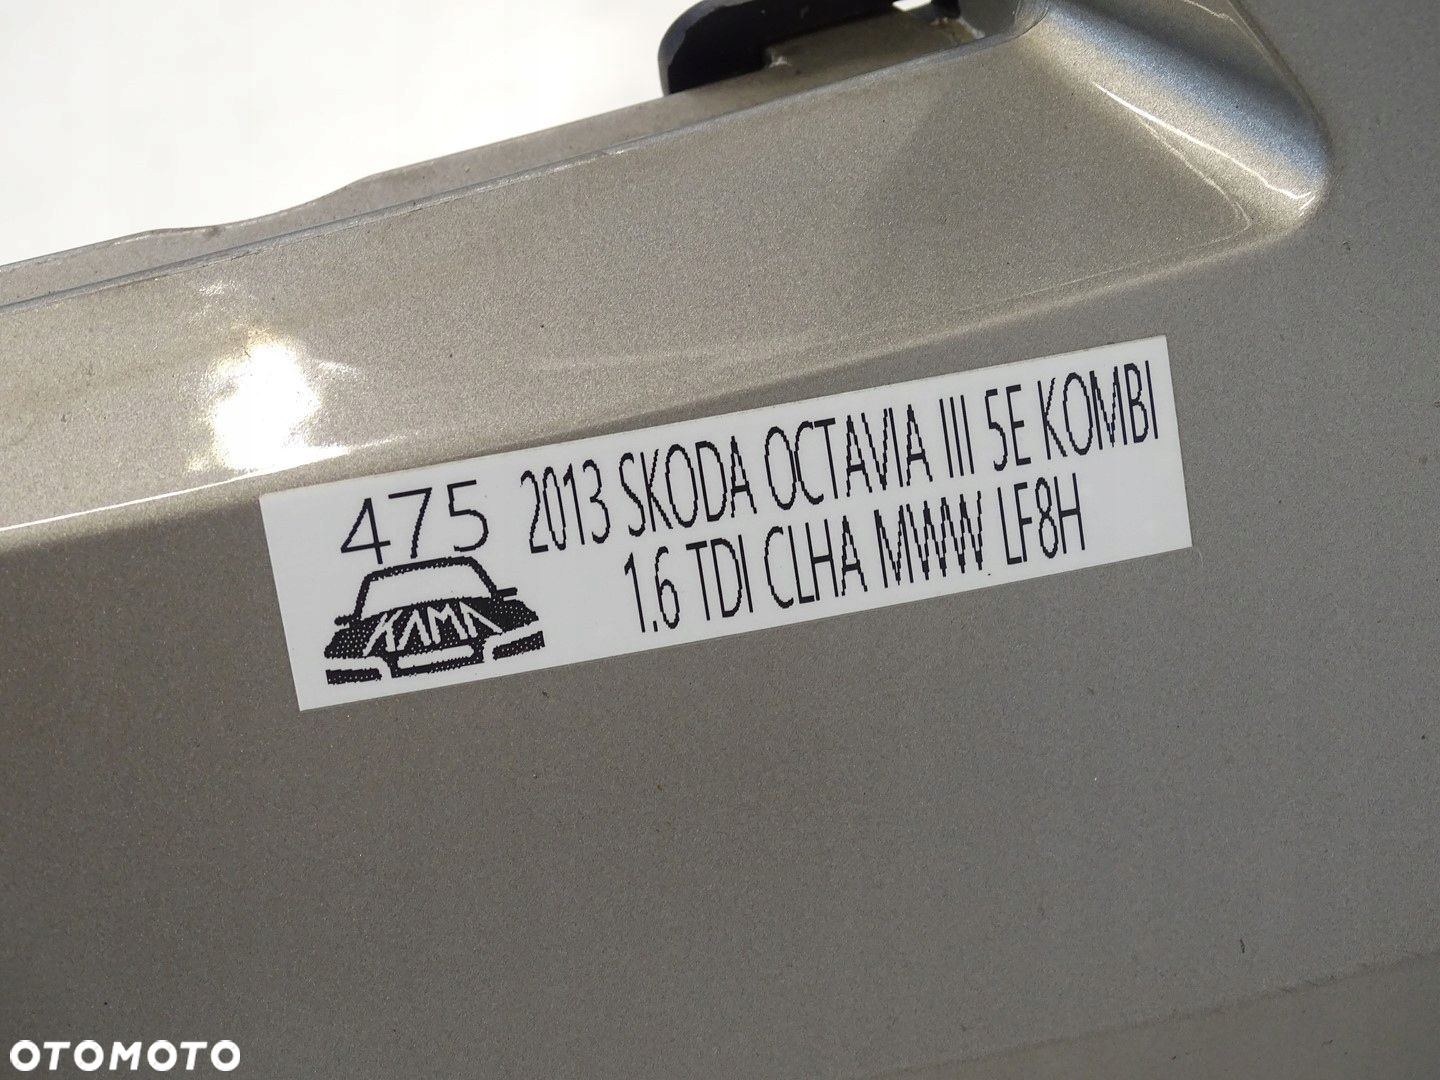 475 2013 SKODA OCTAVIA III 5E KOMBI
1.6 TDI CLHA MWW LF8H
KAMA
OTOMOTO